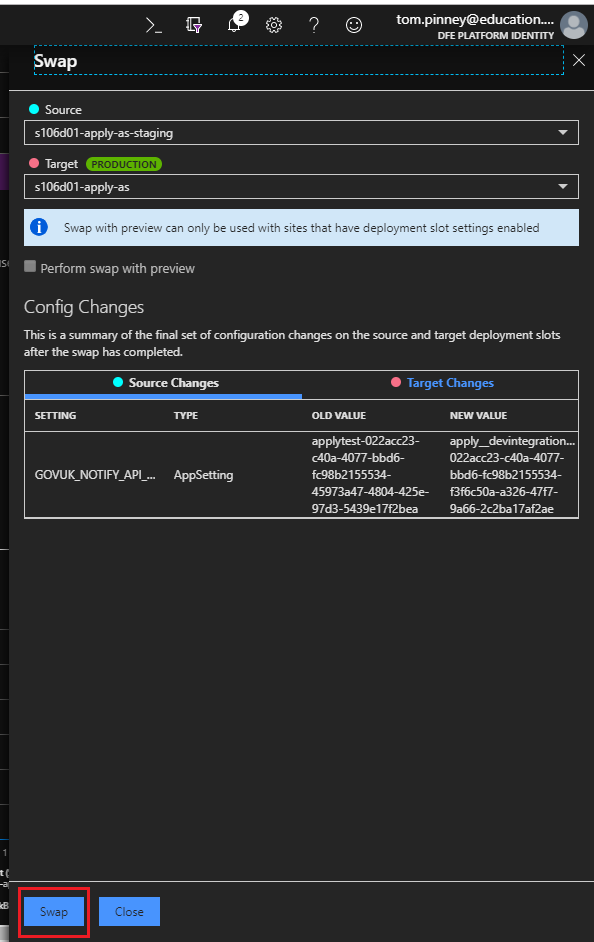 2
tom.pinney@education....
DFE PLATFORM IDENTITY
Swap
Source
s106d01-apply-as-staging
Target PRODUCTION
s106d01-apply-as
Swap with preview can only be used with sites that have deployment slot settings enabled
Perform swap with preview
Config Changes
This is a summary of the final set of configuration changes on the source and target deployment slots
after the swap has completed.
Source Changes Target Changes
SETTING TYPE OLD VALUE NEW VALUE
GOVUK_NOTIFY_API_... AppSetting
applytest-022acc23-
c40a-4077-bbd6-
fc98b2155534-
45973a47-4804-425e-
97d3-5439e17f2bea
apply__devintegration...
022acc23-c40a-4077-
bbd6-fc98b2155534-
f3f6c50a-a326-47f7-
9a66-2c2ba17af2ae
Swap Close